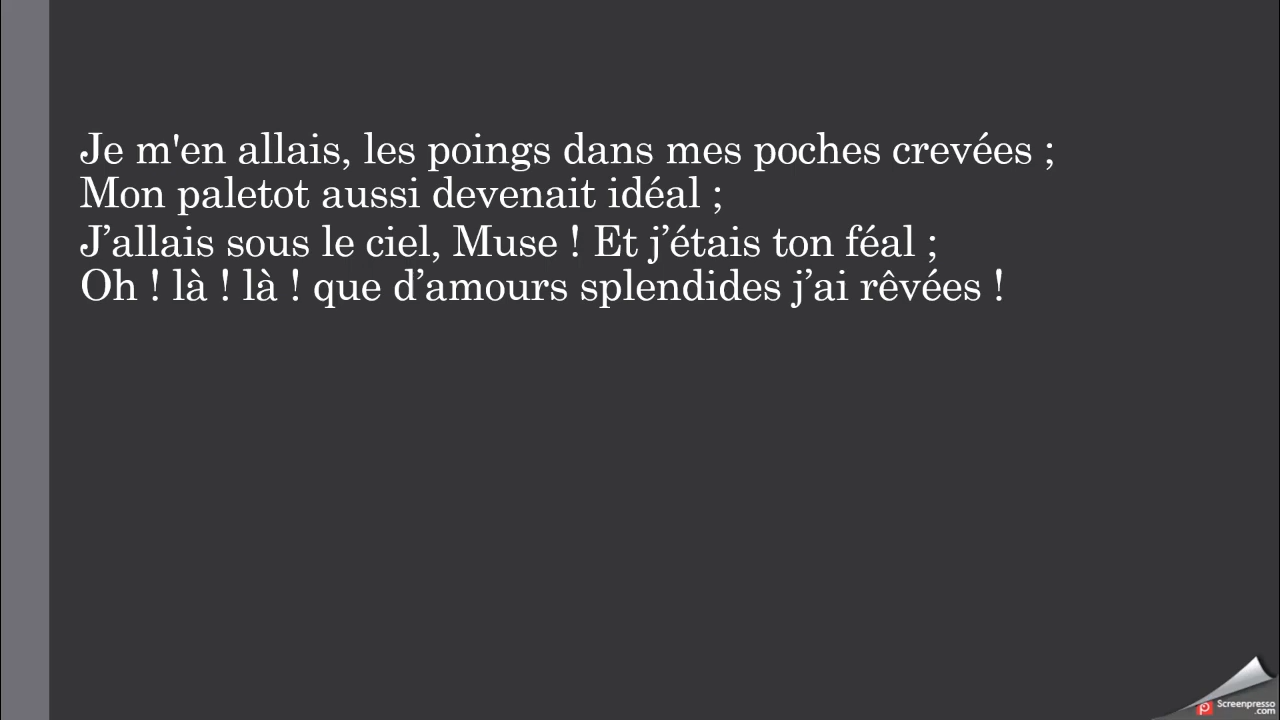 Je m'en allais, les poings dans mes poches crevées ;
Mon paletot aussi devenait idéal ;
J’allais sous le ciel, Muse ! Et j’étais ton féal ;
Oh ! là ! là ! que d’amours splendides j’ai rêvées !
Screenpresso
.com